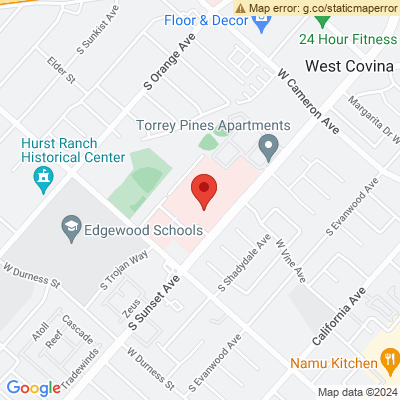 Map error: g.co/staticmaperror
Floor & Decor
24 Hour Fitness
S Sunkist Ave
Elder St
S Orange Ave
W Cameron Ave
West Covina
Margarita Dr
W
Torrey Pines Apartments
Hurst Ranch
Historical Center
Edgewood Schools
S Evanwood Ave
W Vine Ave
S Shadydale Ave
W Durness St
S Trojan Way
Zeus
S Sunset Ave
California Ave
Atoll
Reef
Cascade
Tradewinds
W Durness St
S Evanwood Ave
Namu Kitchen
Google
Map data ©2024